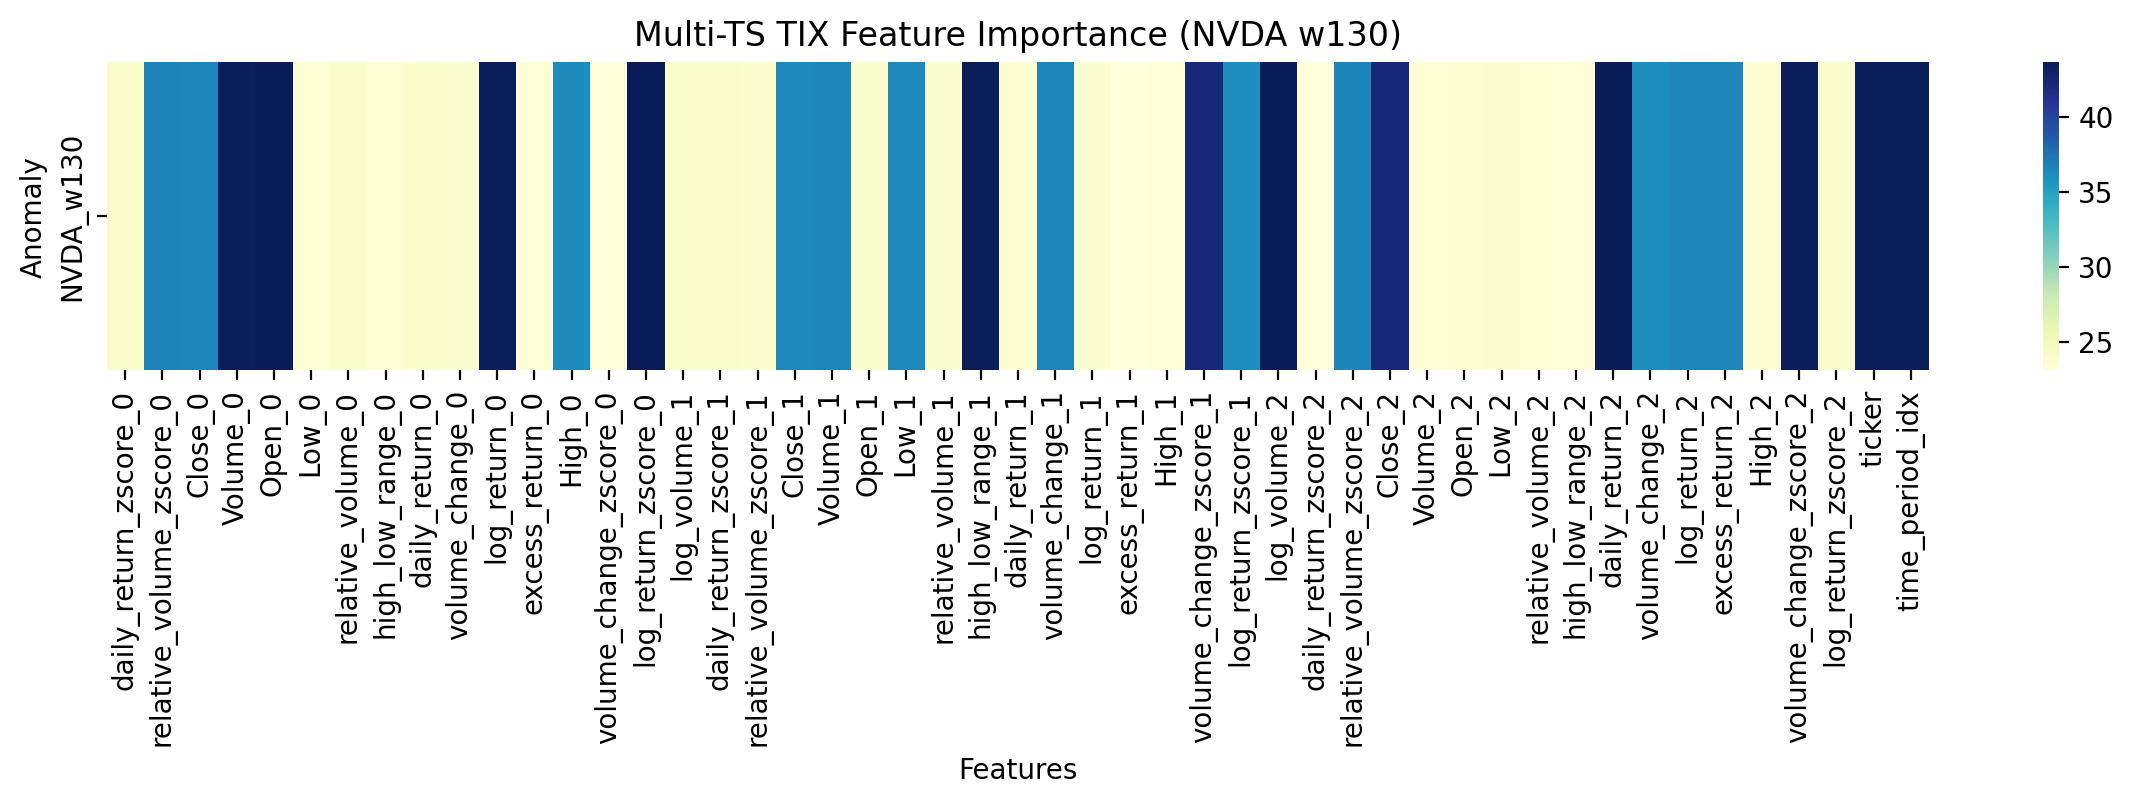 Multi-TS TIX Feature Importance (NVDA w130)
Anomaly
NVDA_w130
40
35
30
25
daily_return_zscore_0
relative_volume_zscore_0
Close_0
Volume_0
Open_0
Low_0
relative_volume_0
high_low_range_0
daily_return_0
volume_change_0
log_return_0
excess_return_0
High_0
volume_change_zscore_0
log_return_zscore_0
log_volume_1
daily_return_zscore_1
relative_volume_zscore_1
Close_1
Volume_1
Open_1
Low_1
relative_volume_1
high_low_range_1
daily_return_1
volume_change_1
log_return_1
excess_return_1
High_1
volume_change_zscore_1
log_return_zscore_1
log_volume_2
daily_return_zscore_2
relative_volume_zscore_2
Close_2
Volume_2
Open_2
Low_2
relative_volume_2
high_low_range_2
daily_return_2
volume_change_2
log_return_2
excess_return_2
High_2
volume_change_zscore_2
log_return_zscore_2
ticker
time_period_idx
Features